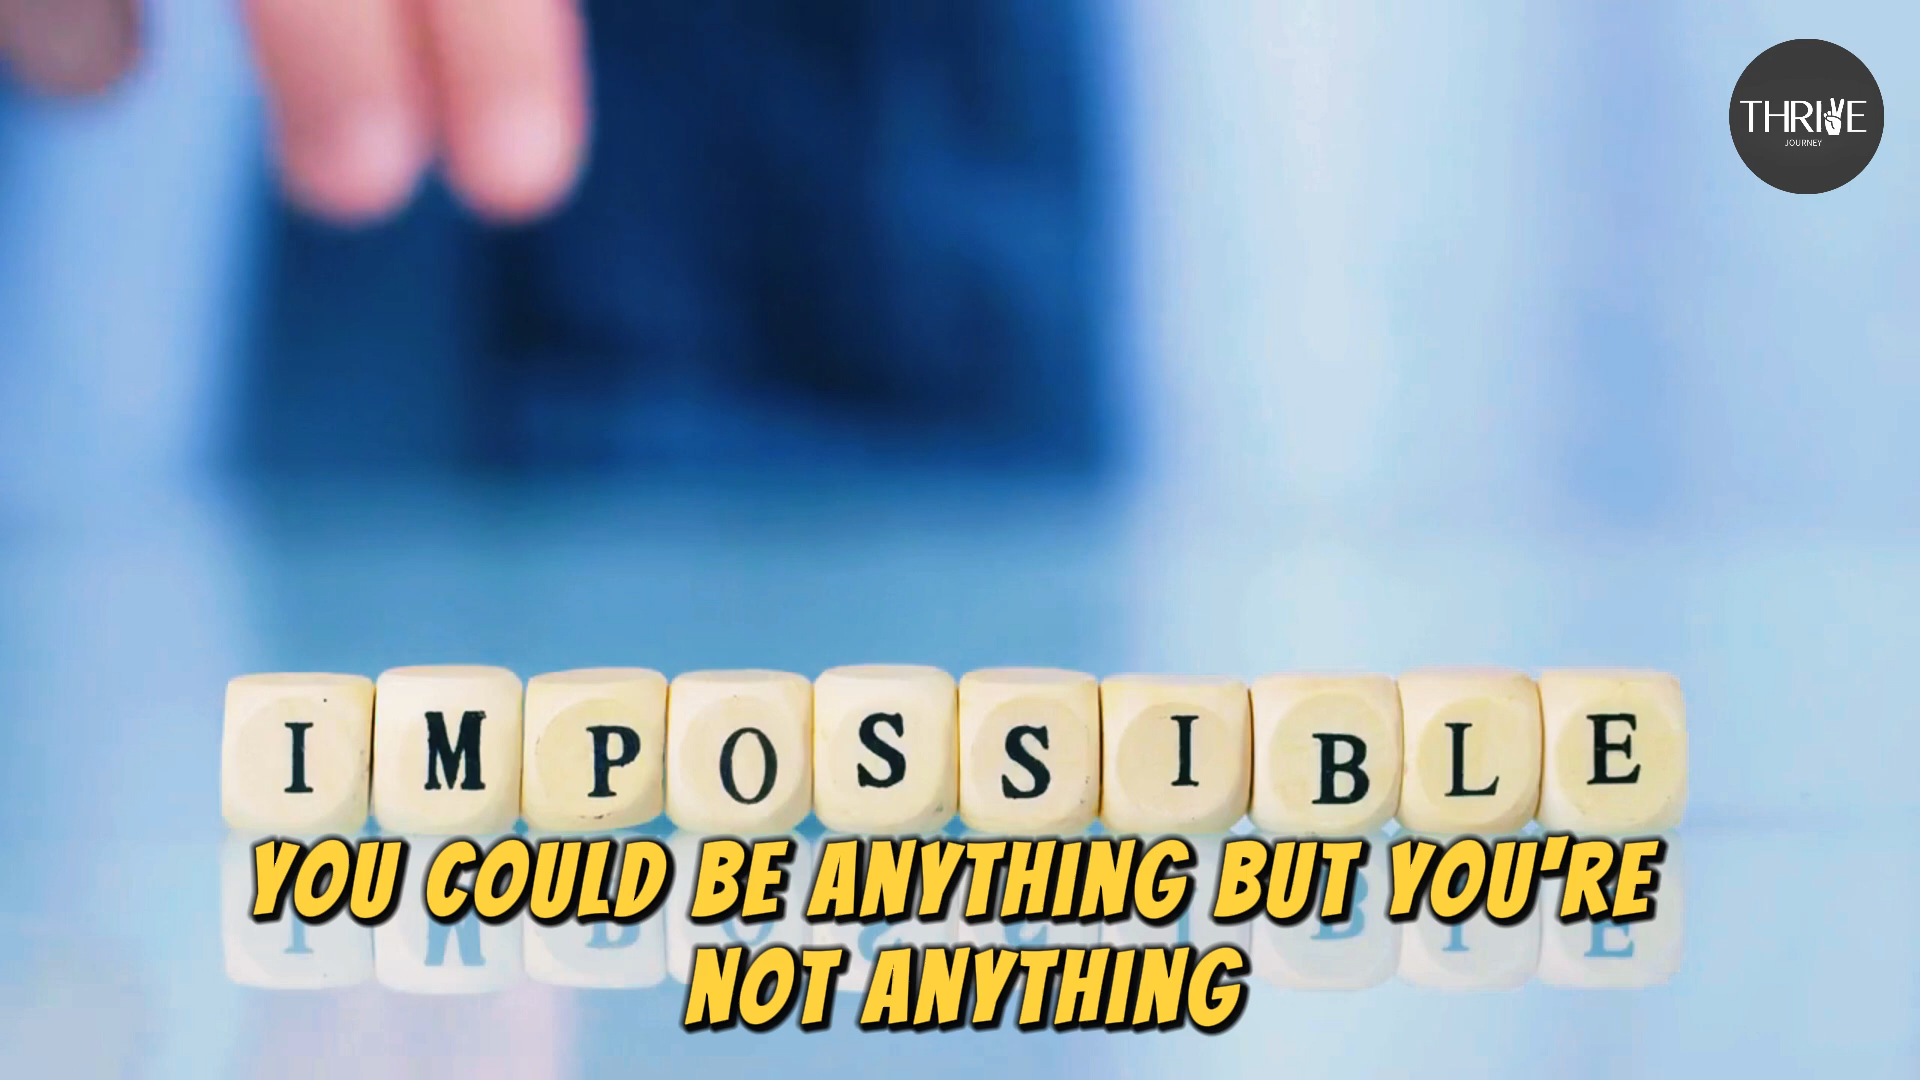 THRIVE
JOURNEY
IMPOSSIBLE
YOU COULD BE ANYTHING BUT YOU'RE
NOT ANYTHING